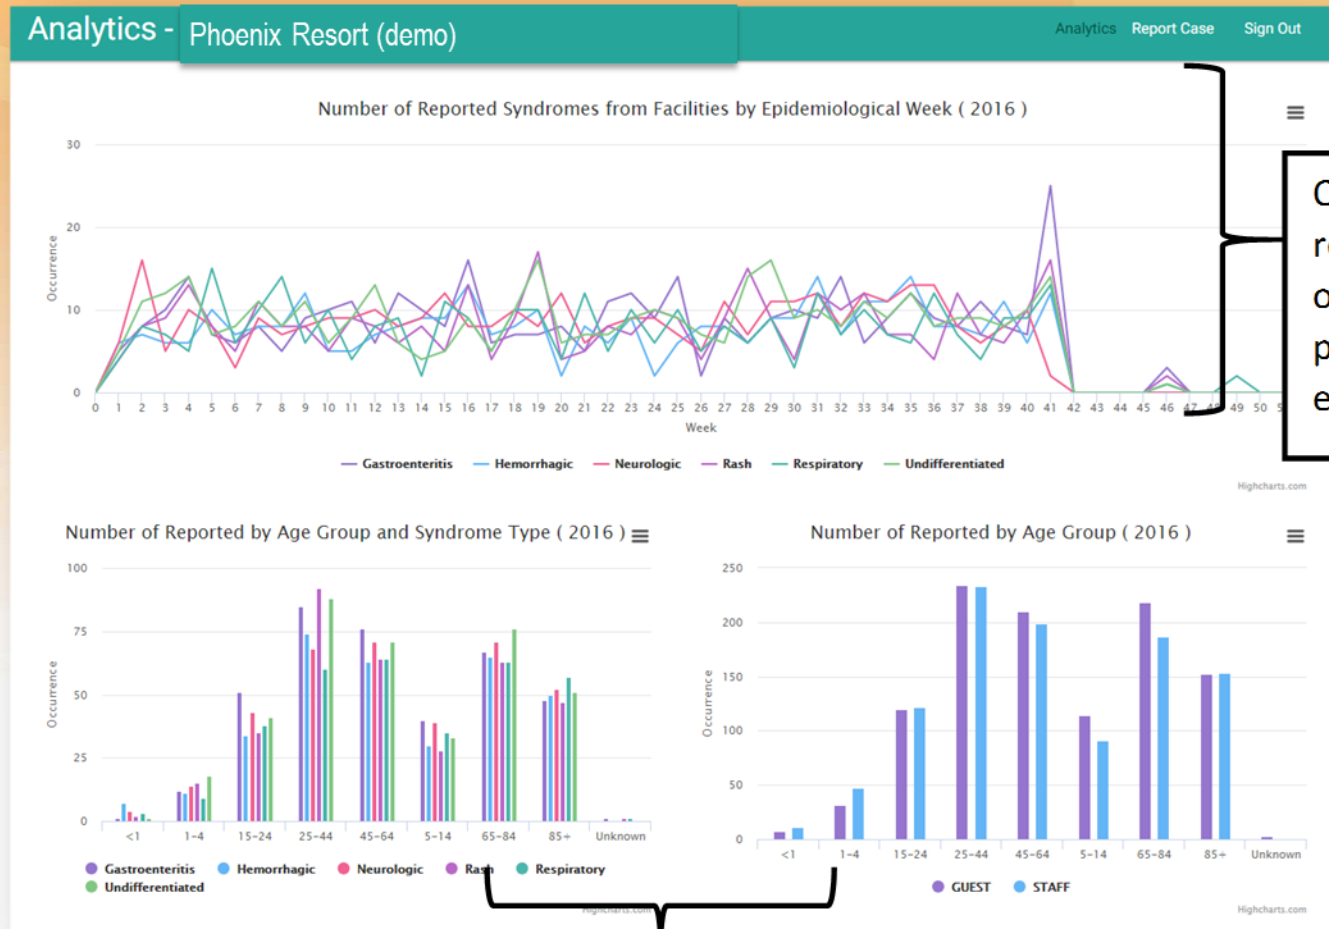 Analytics - Phoenix Resort (demo)
Analytics Report Case Sign Out
Number of Reported Syndromes from Facilities by Epidemiological Week ( 2016 )
30
20
10
0
Occurrence
0 1 2 3 4 5 6 7 8 9 10 11 12 13 14 15 16 17 18 19 20 21 22 23 24 25 26 27 28 29 30 31 32 33 34 35 36 37 38 39 40 41 42 43 44 45 46 47 48 49 50
Week
Gastroenteritis Hemorrhagic Neurologic Rash Respiratory Undifferentiated
Highcharts.com
Number of Reported by Age Group and Syndrome Type ( 2016 )
100
75
50
25
0
Occurrence
<1 1-4 15-24 25-44 45-64 5-14 65-84 85+ Unknown
Gastroenteritis Hemorrhagic Neurologic Rash Respiratory
Undifferentiated
Highcharts.com
Number of Reported by Age Group ( 2016 )
250
200
150
100
50
0
Occurrence
<1 1-4 15-24 25-44 45-64 5-14 65-84 85+ Unknown
GUEST STAFF
Highcharts.com